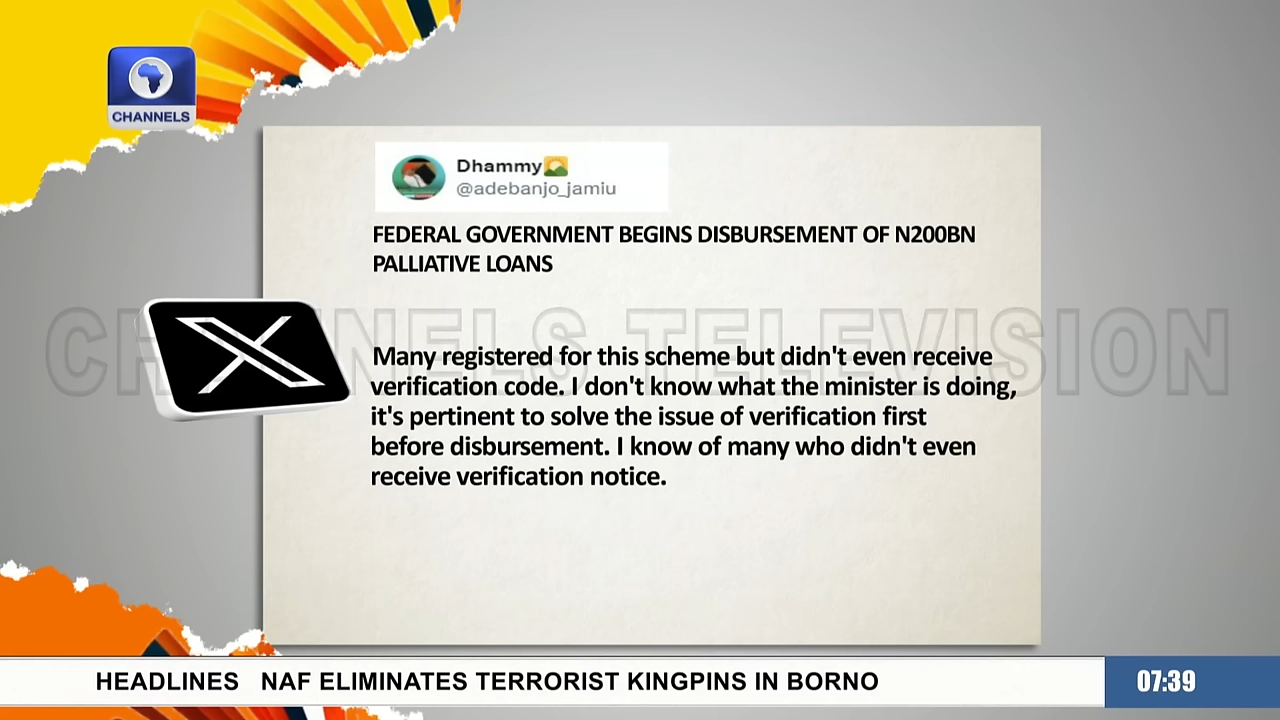 CHANNELS
Dhammy
@adebanjo_jamiu
FEDERAL GOVERNMENT BEGINS DISBURSEMENT OF N200BN
PALLIATIVE LOANS
CHANNELS TELEVISION
X
Many registered for this scheme but didn't even receive
verification code. I don't know what the minister is doing,
it's pertinent to solve the issue of verification first
before disbursement. I know of many who didn't even
receive verification notice.
HEADLINES NAF ELIMINATES TERRORIST KINGPINS IN BORNO
07:39